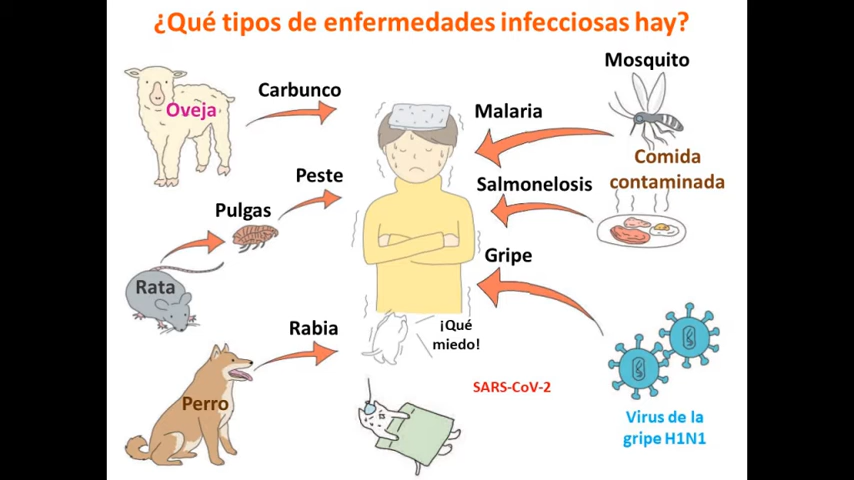 ¿Qué tipos de enfermedades infecciosas hay?
Oveja
Carbunco
Peste
Pulgas
Rata
Rabia
Perro
Mosquito
Malaria
Comida
contaminada
Salmonelosis
Gripe
¡Qué
miedo!
SARS-CoV-2
Virus de la
gripe H1N1